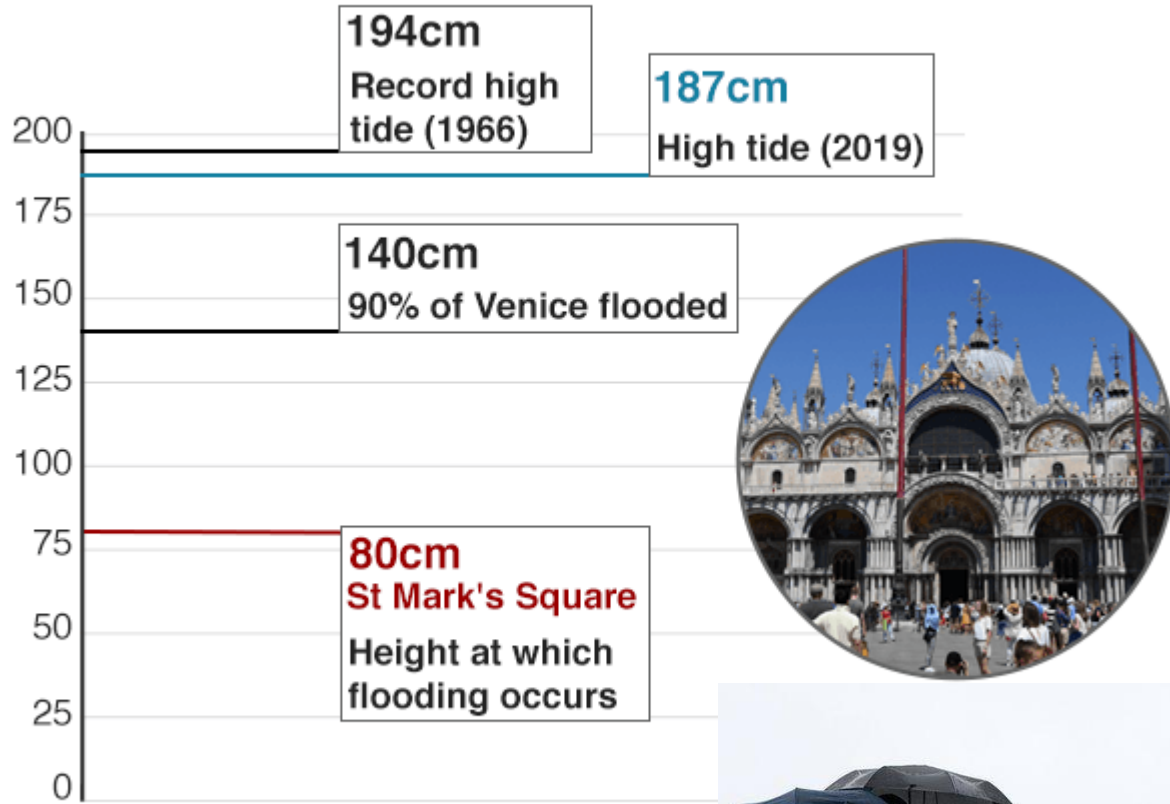 194cm
Record high
tide (1966)
187cm
High tide (2019)
200
175
140cm
90% of Venice flooded
150
125
100
75
80cm
St Mark's Square
Height at which
flooding occurs
50
25
0